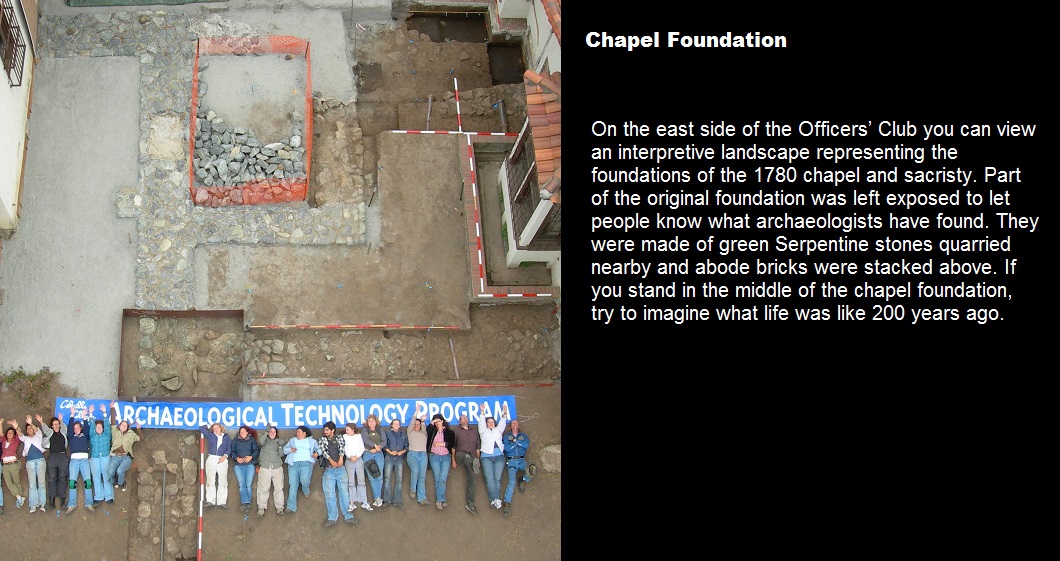 Chapel Foundation
On the east side of the Officers’ Club you can view
an interpretive landscape representing the
foundations of the 1780 chapel and sacristy. Part
of the original foundation was left exposed to let
people know what archaeologists have found. They
were made of green Serpentine stones quarried
nearby and abode bricks were stacked above. If
you stand in the middle of the chapel foundation,
try to imagine what life was like 200 years ago.
ARCHAEOLOGICAL TECHNOLOGY PROGRAM